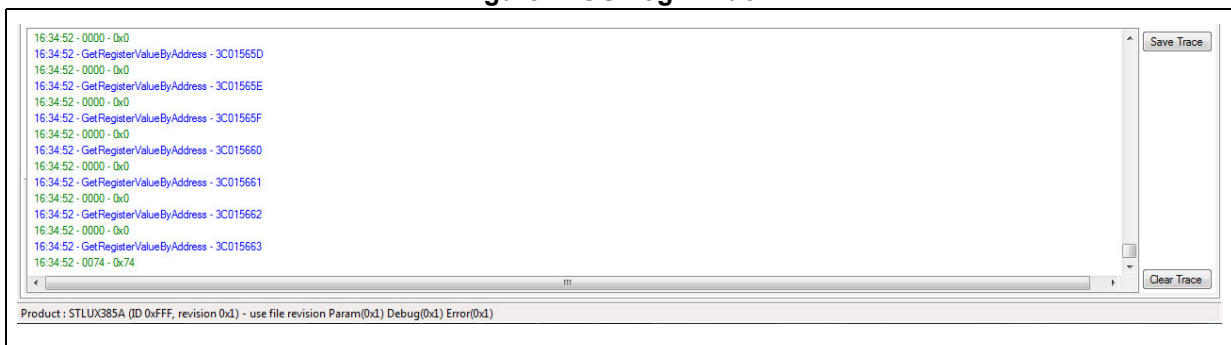 16:34:52 - 0000 - 0x0
16:34:52 - GetRegisterValueByAddress - 3C01565D
16:34:52 - 0000 - 0x0
16:34:52 - GetRegisterValueByAddress - 3C01565E
16:34:52 - 0000 - 0x0
16:34:52 - GetRegisterValueByAddress - 3C01565F
16:34:52 - 0000 - 0x0
16:34:52 - GetRegisterValueByAddress - 3C015660
16:34:52 - 0000 - 0x0
16:34:52 - GetRegisterValueByAddress - 3C015661
16:34:52 - 0000 - 0x0
16:34:52 - GetRegisterValueByAddress - 3C015662
16:34:52 - 0000 - 0x0
16:34:52 - GetRegisterValueByAddress - 3C015663
16:34:52 - 0074 - 0x74
Save Trace
Clear Trace
Product : STLUX385A (ID 0xFFF, revision 0x1) - use file revision Param(0x1) Debug(0x1) Error(0x1)